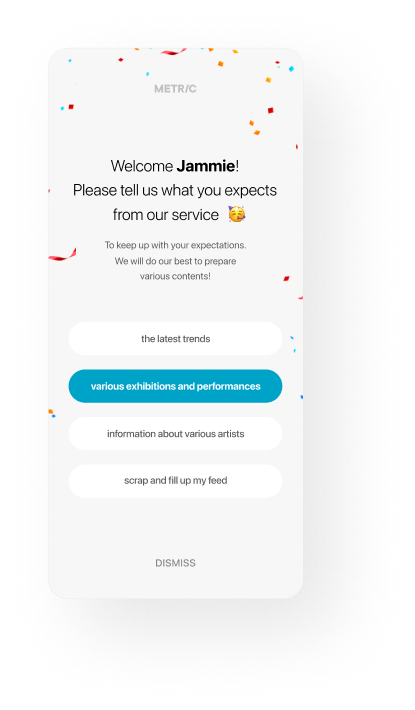 METRIC
Welcome Jammie!
Please tell us what you expects
from our service 🥳
To keep up with your expectations.
We will do our best to prepare
various contents!
the latest trends
various exhibitions and performances
information about various artists
scrap and fill up my feed
DISMISS